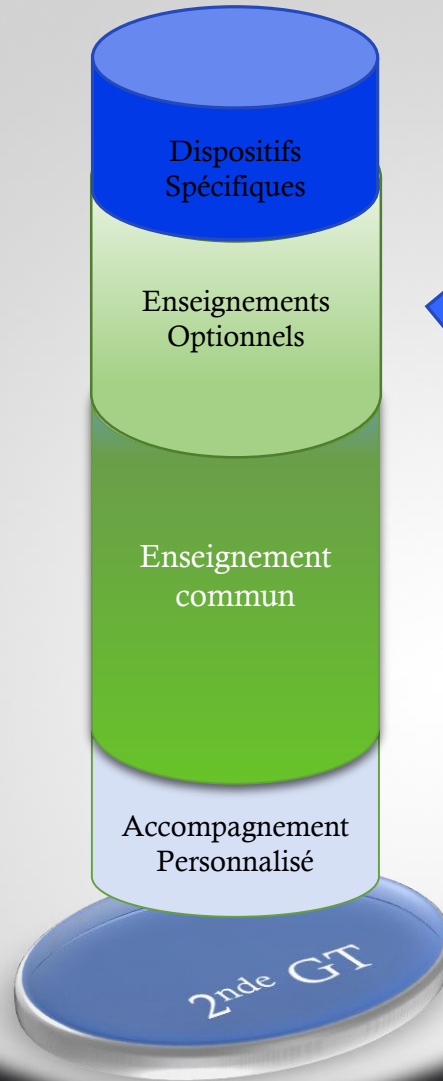 Dispositifs
Spécifiques
Enseignements
Optionnels
Enseignement
commun
Accompagnement
Personnalisé
2nde GT